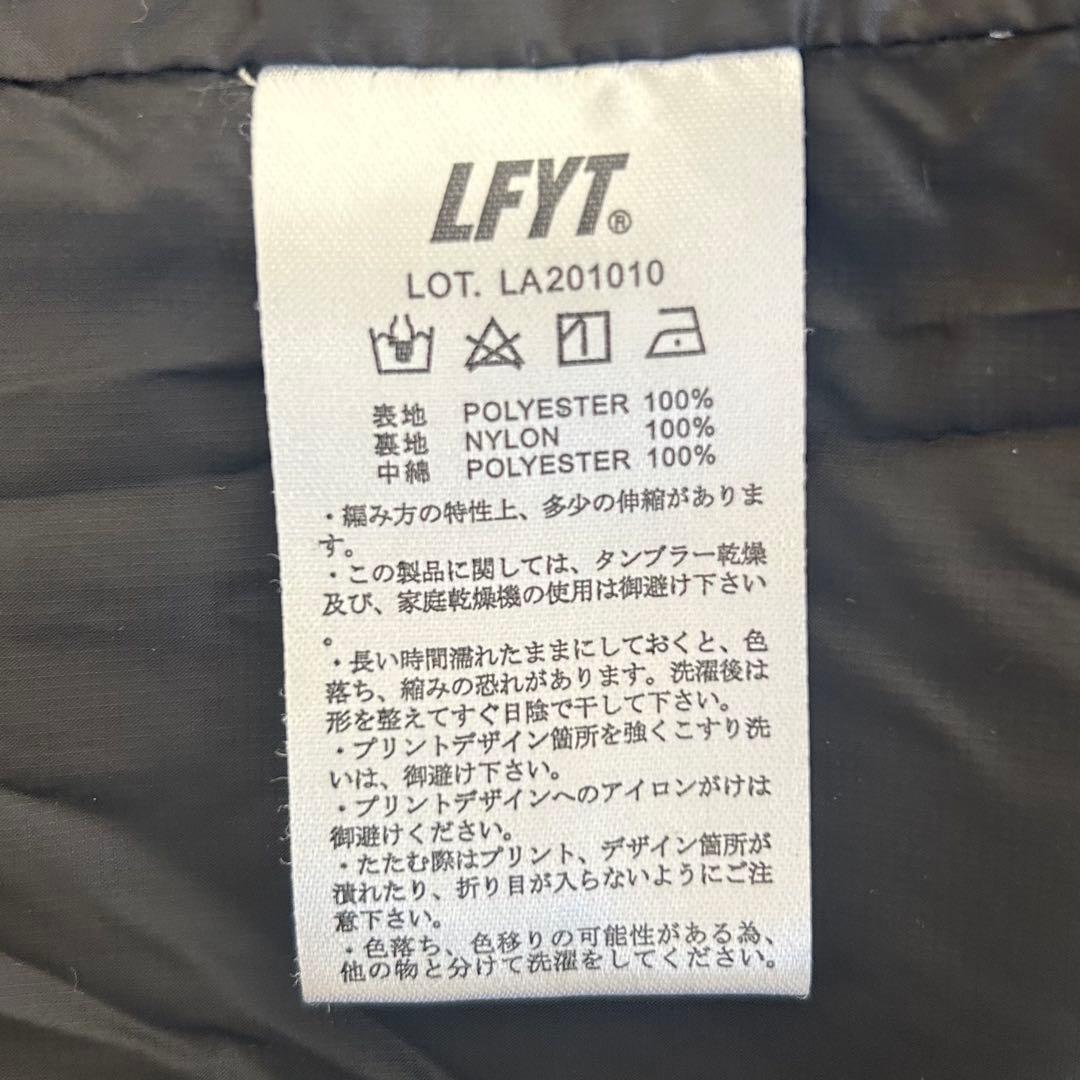 LFYT®
LOT. LA201010
表地 POLYESTER 100%
裏地 NYLON 100%
中綿 POLYESTER 100%
・編み方の特性上、多少の伸縮がありま
す。
・この製品に関しては、タンブラー乾燥
及び、家庭乾燥機の使用は御避け下さい
。
・長い時間濡れたままにしておくと、色
落ち、縮みの恐れがあります。洗濯後は
形を整えてすぐ日陰で干して下さい。
・プリントデザイン箇所を強くこすり洗
いは、御避け下さい。
・プリントデザインへのアイロンがけは
御避けください。
・たたむ際はプリント、デザイン箇所が
潰れたり、折り目が入らないようにご注
意下さい。
・色落ち、色移りの可能性がある為、
他の物と分けて洗濯をしてください。